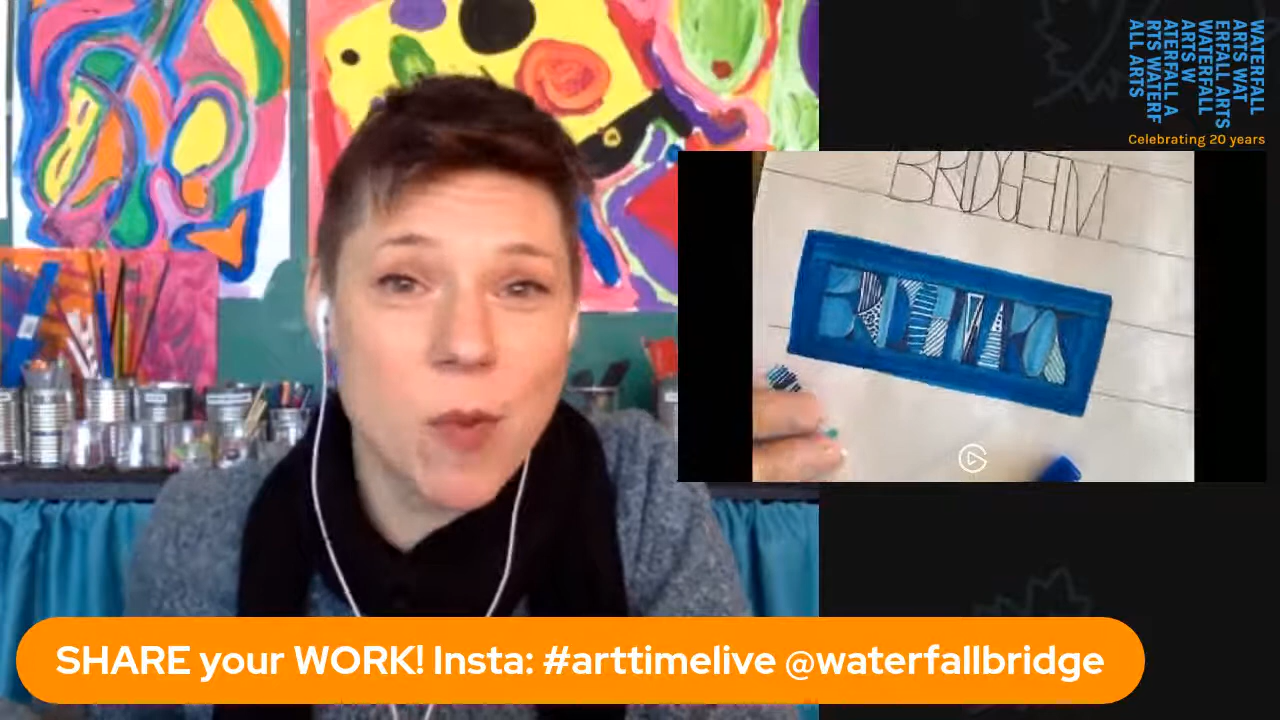 WATERFALL
ARTS WAT
ERFALL ARTS
WATERFALL
ARTS W
ATERFALL A
RTS WATERF
ALL ARTS
Celebrating 20 years
SHARE your WORK! Insta: #arttimelive @waterfallbridge